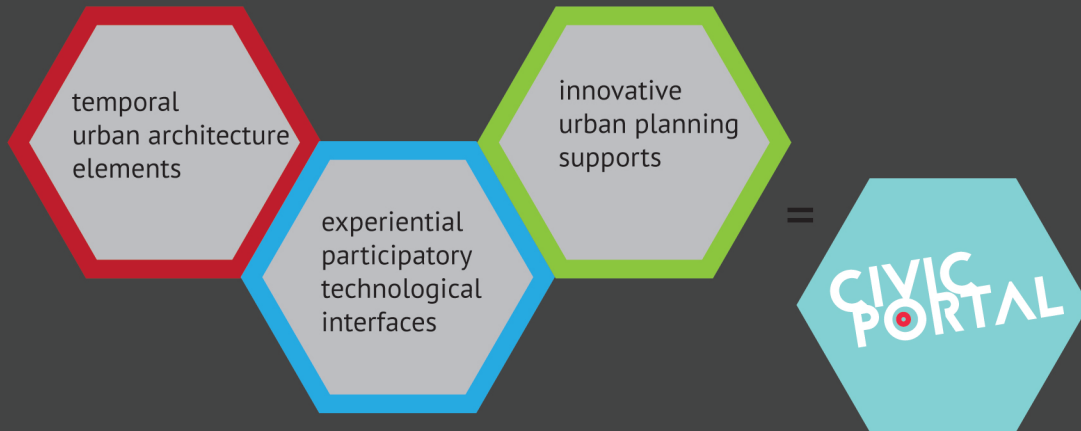 temporal
urban architecture
elements
experiential
participatory
technological
interfaces
innovative
urban planning
supports
=
CIVIC
PORTAL